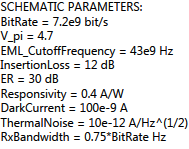 SCHEMATIC PARAMETERS:
BitRate = 7.2e9 bit/s
V_pi = 4.7
EML_CutoffFrequency = 43e9 Hz
InsertionLoss = 12 dB
ER = 30 dB
Responsivity = 0.4 A/W
DarkCurrent = 100e-9 A
ThermalNoise = 10e-12 A/Hz^(1/2)
RxBandwidth = 0.75*BitRate Hz